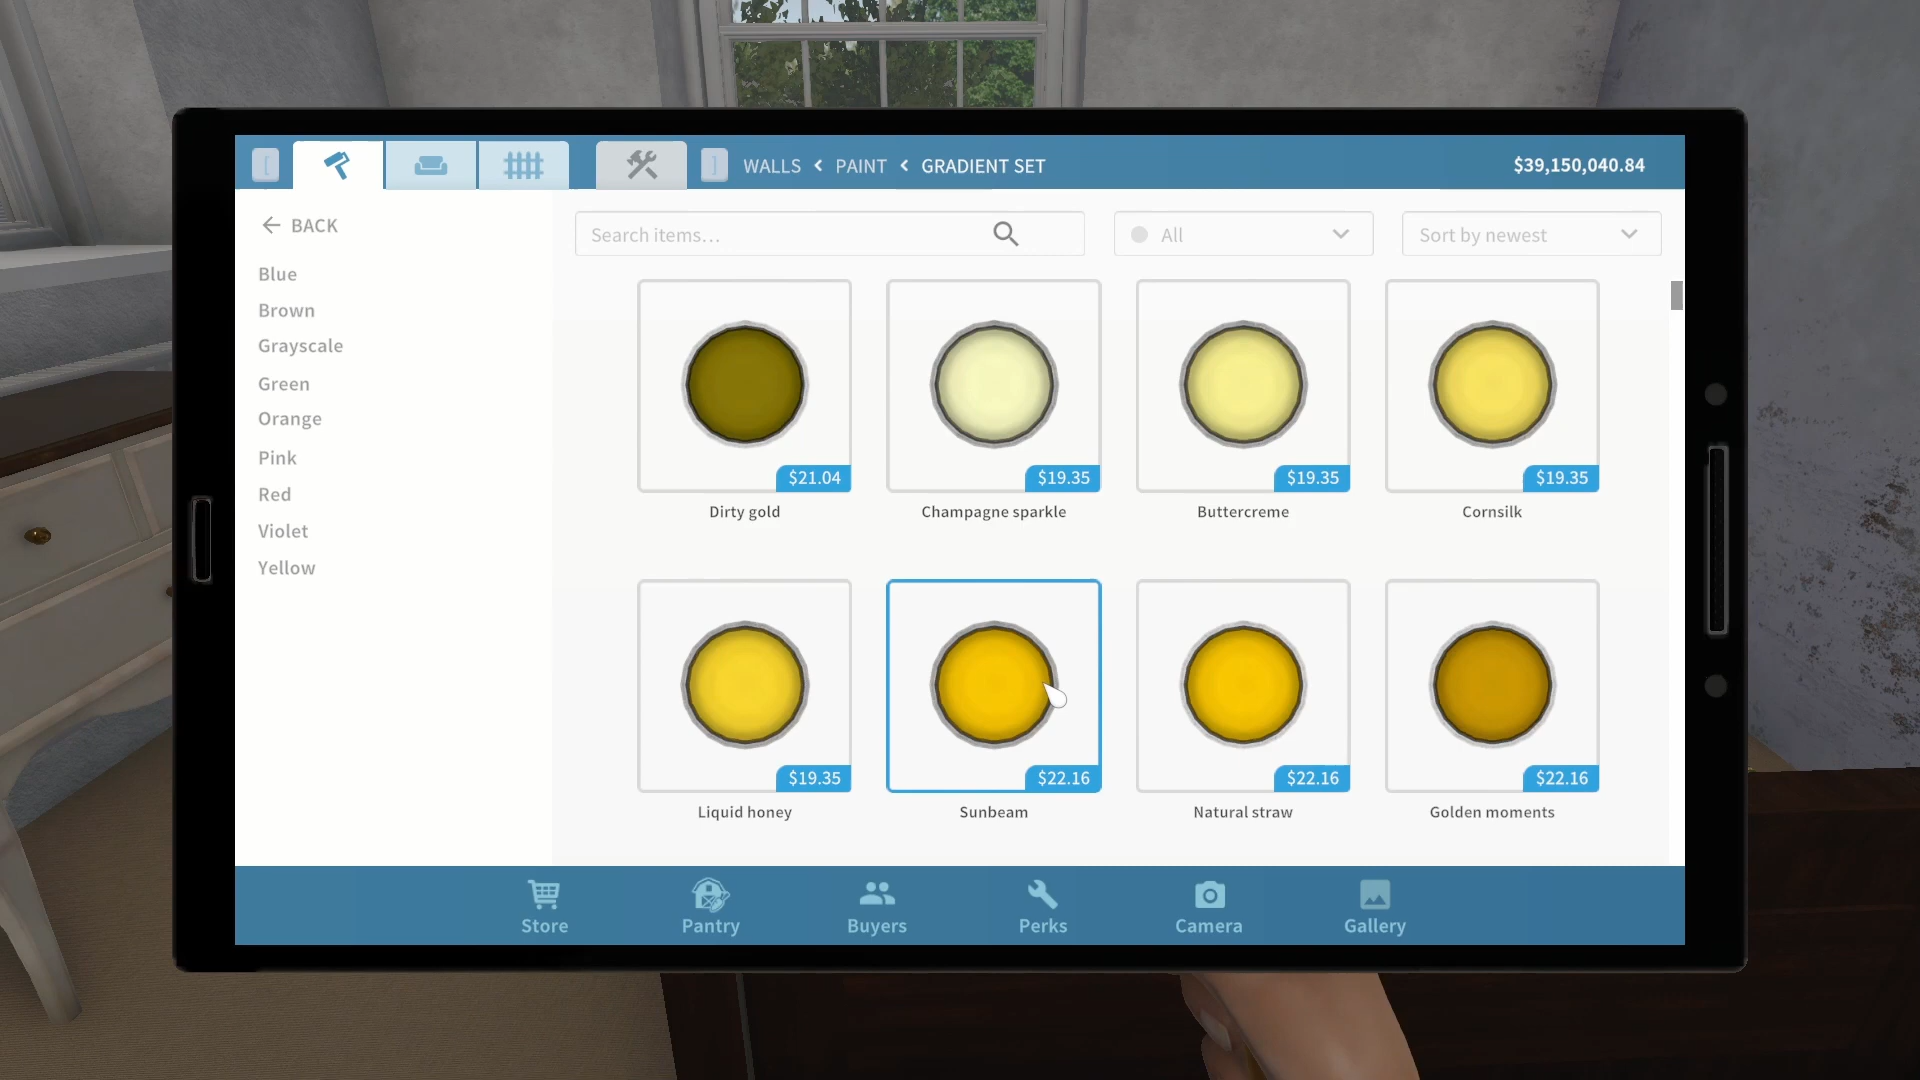 [
]
WALLS < PAINT < GRADIENT SET
$39,150,040.84
BACK
Blue
Brown
Grayscale
Green
Orange
Pink
Red
Violet
Yellow
Search items...
All
Sort by newest
$21.04
$19.35
$19.35
$19.35
Dirty gold
Champagne sparkle
Buttercreme
Cornsilk
$19.35
$22.16
$22.16
$22.16
Liquid honey
Sunbeam
Natural straw
Golden moments
Store
Pantry
Buyers
Perks
Camera
Gallery